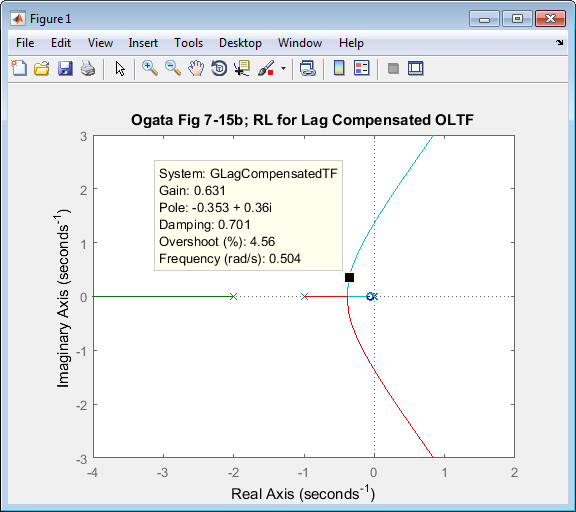 Figure 1
File Edit View Insert Tools Desktop Window Help
Ogata Fig 7-15b; RL for Lag Compensated OLTF
System: GLagCompensatedTF
Gain: 0.631
Pole: -0.353 + 0.36i
Damping: 0.701
Overshoot (%): 4.56
Frequency (rad/s): 0.504
Imaginary Axis (seconds⁻¹)
3
2
1
0
-1
-2
-3
-4 -3 -2 -1 0 1 2
Real Axis (seconds⁻¹)